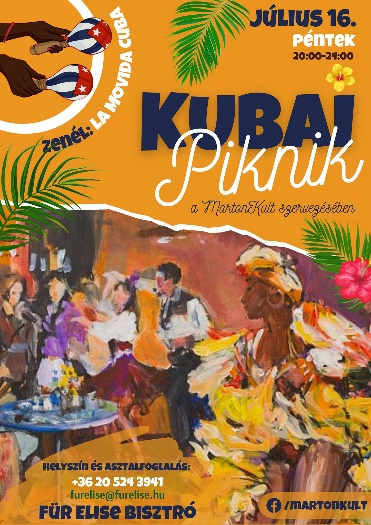 JÚLIUS 16.
PÉNTEK
20:00-24:00
ZENÉL: LA MOVIDA CUBA
KUBAI
Piknik
a MartonKult szervezésében
HELYSZÍN ÉS ASZTALFOGLALÁS:
+36 20 524 3941
furelise@furelise.hu
FÜR ELISE BISZTRÓ
/MARTONKULT